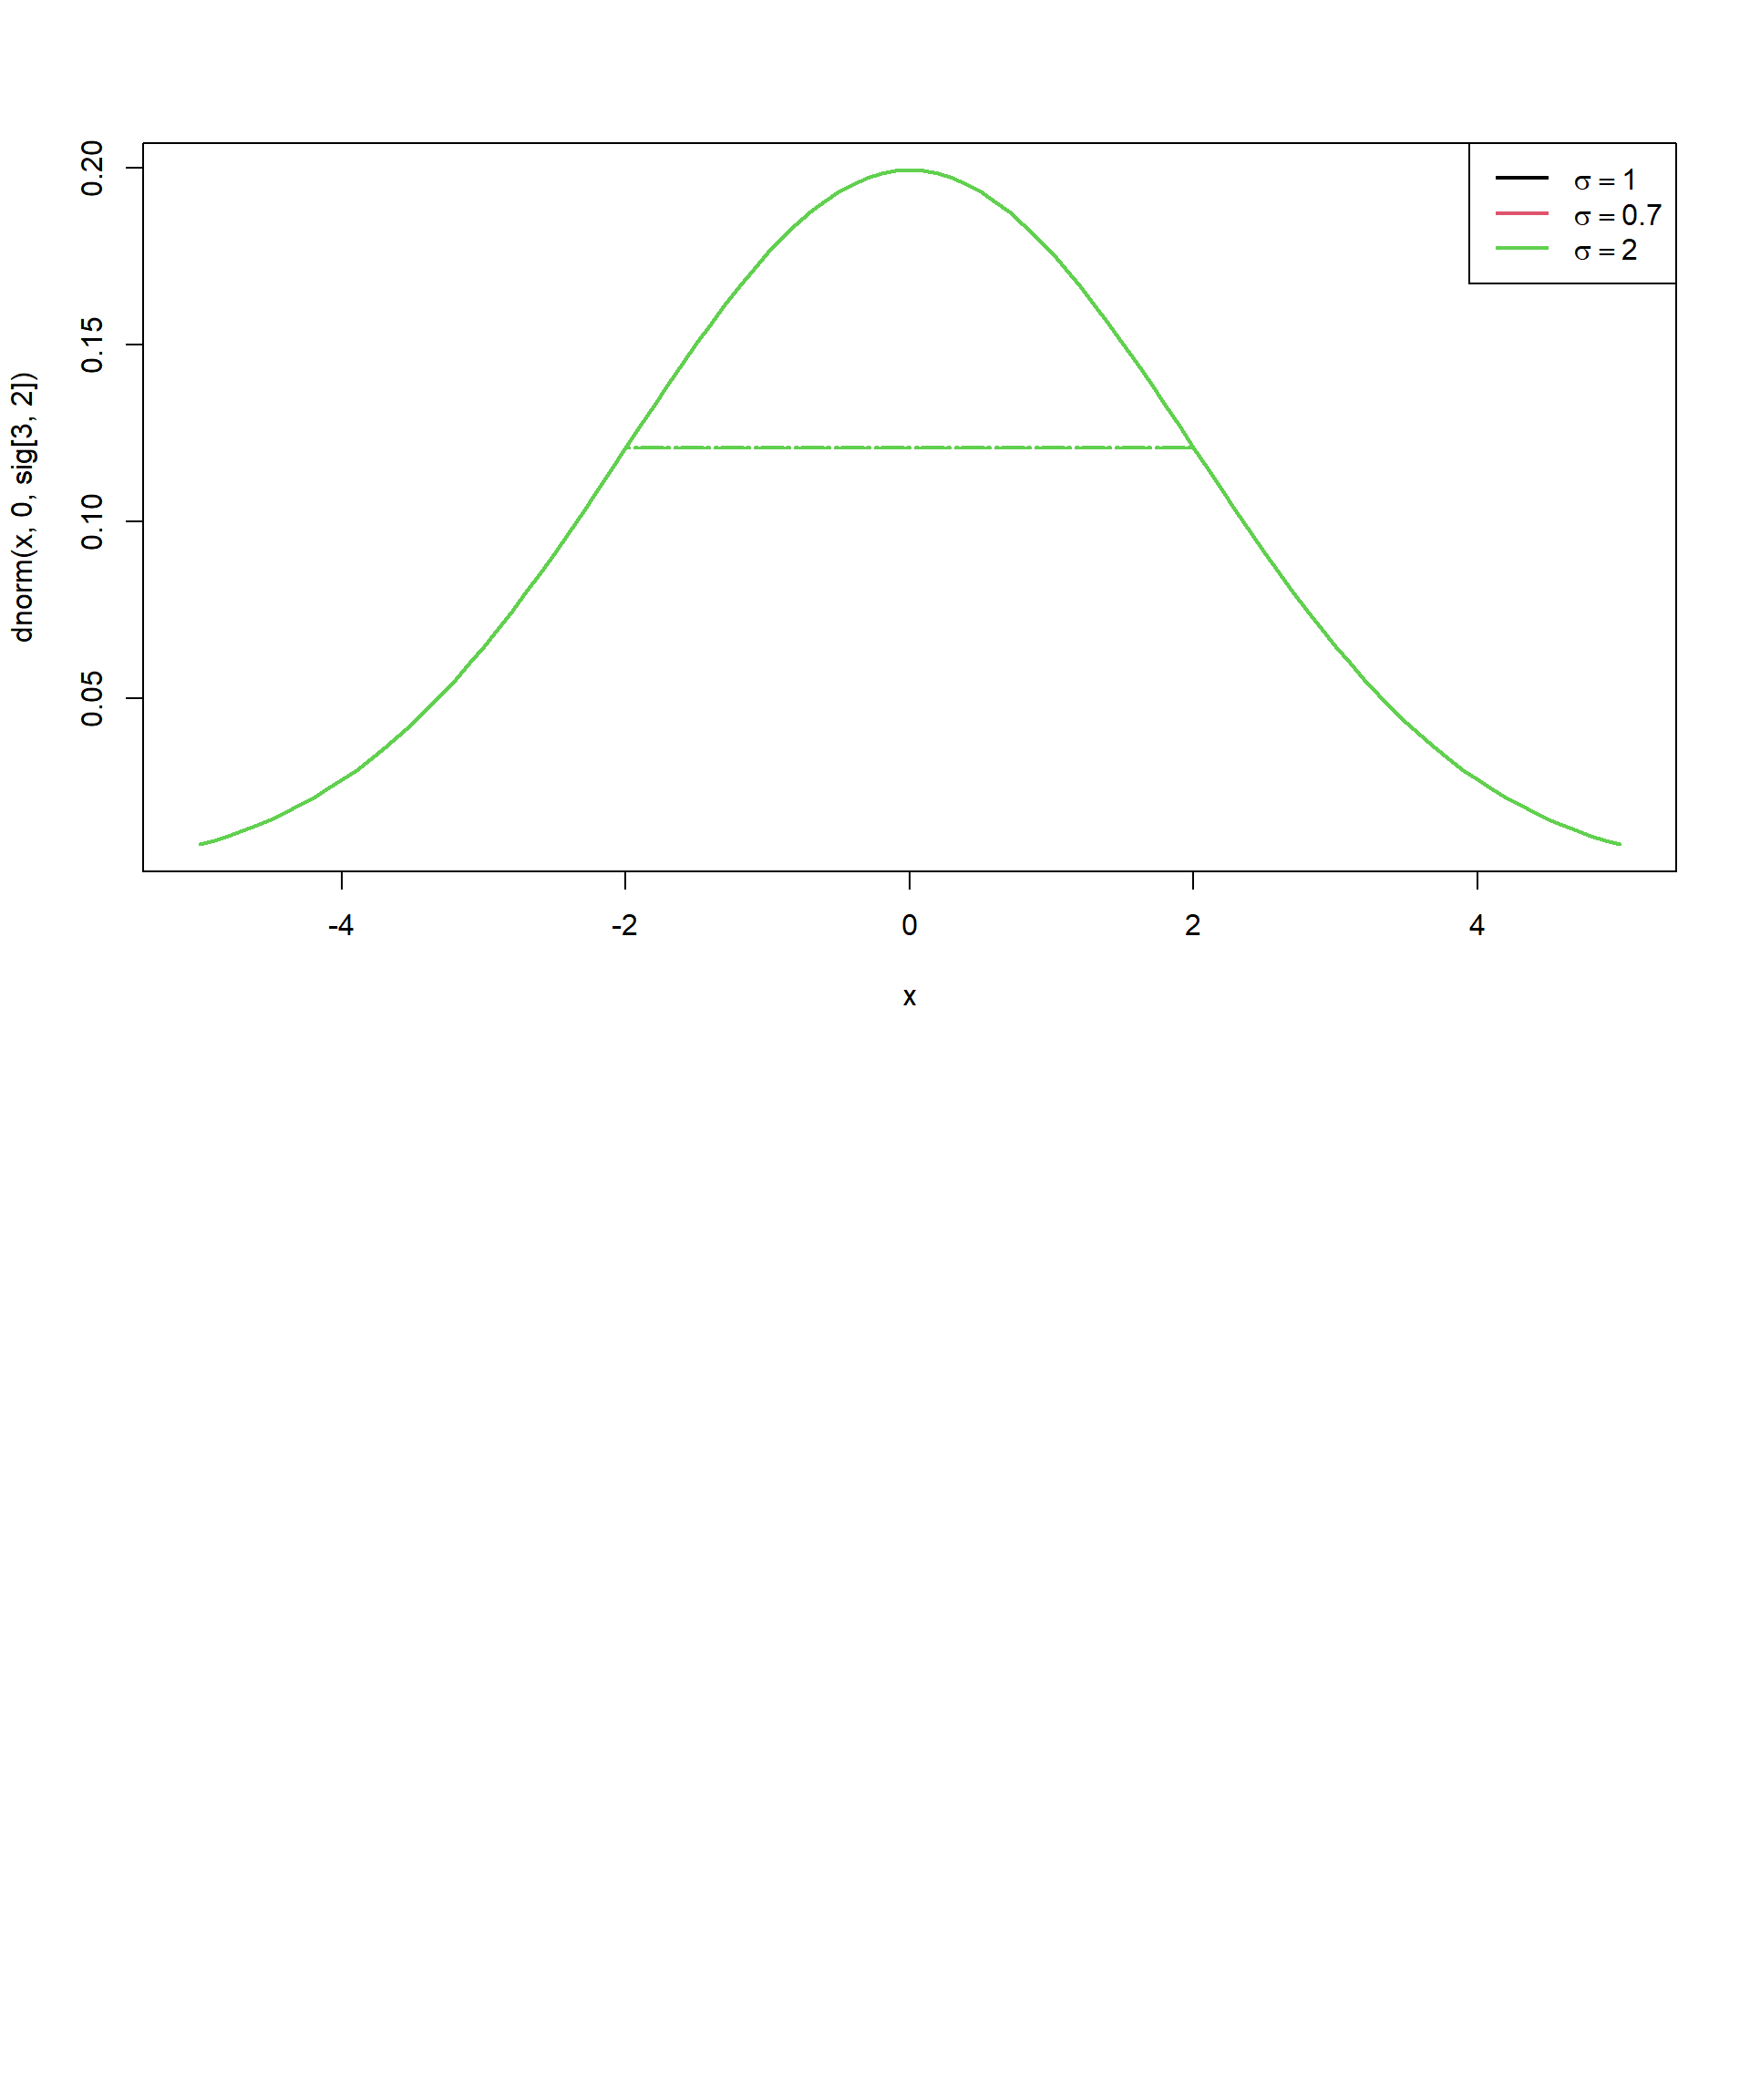 σ = 1
σ = 0.7
σ = 2
0.20
0.15
0.10
0.05
dnorm(x, 0, sig[3, 2])
-4 -2 0 2 4
x